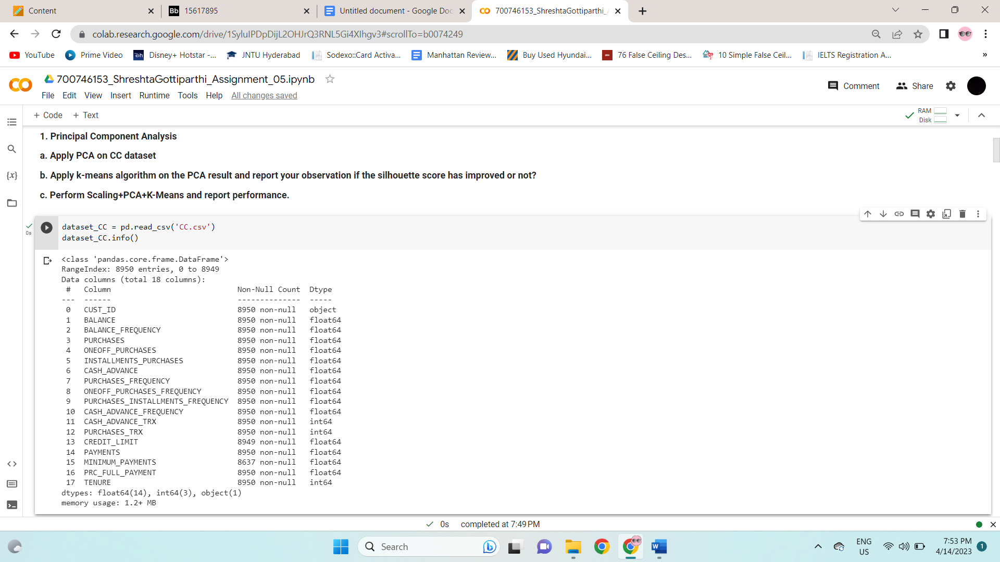 Content
Bb 15617895
Untitled document - Google Doc
700746153_ShreshtaGottiparthi_A
colab.research.google.com/drive/1SyluIPDpDijL2OHJrQ3RNL5Gi4XIhgv3#scrollTo=b0074249
YouTube Prime Video Disney+ Hotstar -... JNTU Hyderabad Sodexo::Card Activa... Manhattan Review... Buy Used Hyundai... 76 False Ceiling Des... 10 Simple False Ceil... IELTS Registration A... »
700746153_ShreshtaGottiparthi_Assignment_05.ipynb
Comment Share
File Edit View Insert Runtime Tools Help All changes saved
+ Code + Text
RAM
Disk
1. Principal Component Analysis
a. Apply PCA on CC dataset
b. Apply k-means algorithm on the PCA result and report your observation if the silhouette score has improved or not?
c. Perform Scaling+PCA+K-Means and report performance.
0s
dataset_CC = pd.read_csv('CC.csv')
dataset_CC.info()
<class 'pandas.core.frame.DataFrame'>
RangeIndex: 8950 entries, 0 to 8949
Data columns (total 18 columns):
# Column Non-Null Count Dtype
--- ------ -------------- -----
0 CUST_ID 8950 non-null object
1 BALANCE 8950 non-null float64
2 BALANCE_FREQUENCY 8950 non-null float64
3 PURCHASES 8950 non-null float64
4 ONEOFF_PURCHASES 8950 non-null float64
5 INSTALLMENTS_PURCHASES 8950 non-null float64
6 CASH_ADVANCE 8950 non-null float64
7 PURCHASES_FREQUENCY 8950 non-null float64
8 ONEOFF_PURCHASES_FREQUENCY 8950 non-null float64
9 PURCHASES_INSTALLMENTS_FREQUENCY 8950 non-null float64
10 CASH_ADVANCE_FREQUENCY 8950 non-null float64
11 CASH_ADVANCE_TRX 8950 non-null int64
12 PURCHASES_TRX 8950 non-null int64
13 CREDIT_LIMIT 8949 non-null float64
14 PAYMENTS 8950 non-null float64
15 MINIMUM_PAYMENTS 8637 non-null float64
16 PRC_FULL_PAYMENT 8950 non-null float64
17 TENURE 8950 non-null int64
dtypes: float64(14), int64(3), object(1)
memory usage: 1.2+ MB
0s completed at 7:49 PM
Search
ENG
US
7:53 PM
4/14/2023
1